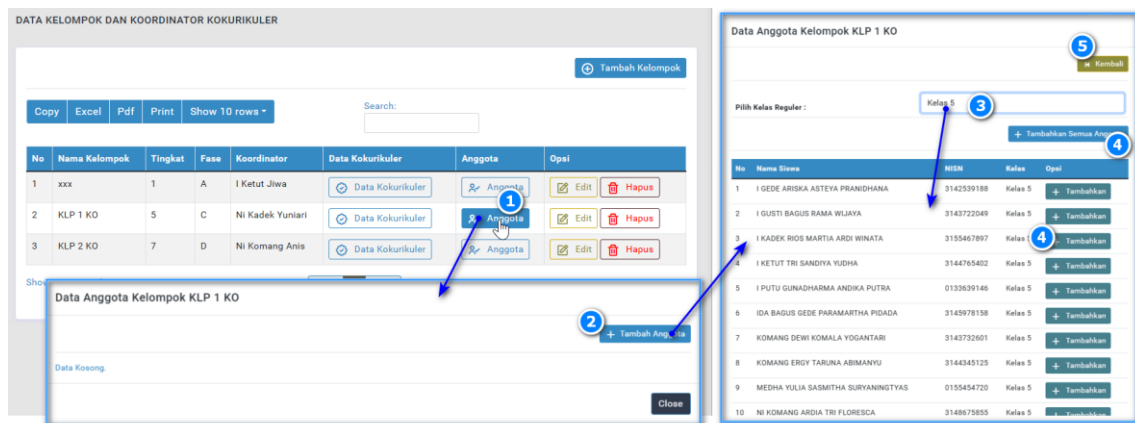 DATA KELOMPOK DAN KOORDINATOR KOKURIKULER
Tambah Kelompok
Copy Excel Pdf Print Show 10 rows
Search:
No Nama Kelompok Tingkat Fase Koordinator Data Kokurikuler Anggota Opsi
1 xxx 1 A I Ketut Jiwa Data Kokurikuler Anggota Edit Hapus
1
2 KLP 1 KO 5 C Ni Kadek Yuniari Data Kokurikuler Anggota Edit Hapus
3 KLP 2 KO 7 D Ni Komang Anis Data Kokurikuler Anggota Edit Hapus
Data Anggota Kelompok KLP 1 KO
2
+ Tambah Anggota
Data Kosong.
Close
Data Anggota Kelompok KLP 1 KO
5
Kembali
Pilih Kelas Reguler : Kelas 5
3
+ Tambahkan Semua
4
No Nama Siswa NISN Kelas Opsi
1 I GEDE ARISKA ASTEYA PRANIDHANA 3142539188 Kelas 5 + Tambahkan
2 I GUSTI BAGUS RAMA WIJAYA 3143722049 Kelas 5 + Tambahkan
3 I KADEK RIOS MARTIA ARDI WINATA 3155467897 Kelas 4 Tambahkan
4 I KETUT TRI SANDIYA YUDHA 3144765402 Kelas 5 + Tambahkan
5 I PUTU GUNADHARMA ANDIKA PUTRA 0133639146 Kelas 5 + Tambahkan
6 IDA BAGUS GEDE PARAMARTHA PIDADA 3145978158 Kelas 5 + Tambahkan
7 KOMANG DEWI KOMALA YOGANTARI 3143732601 Kelas 5 + Tambahkan
8 KOMANG ERGY TARUNA ABIMANYU 3144345125 Kelas 5 + Tambahkan
9 MEDHA YULIA SASMITHA SURYANINGTYAS 0155454720 Kelas 5 + Tambahkan
10 NI KOMANG ARDIA TRI FLORESCA 3148675855 Kelas 5 + Tambahkan